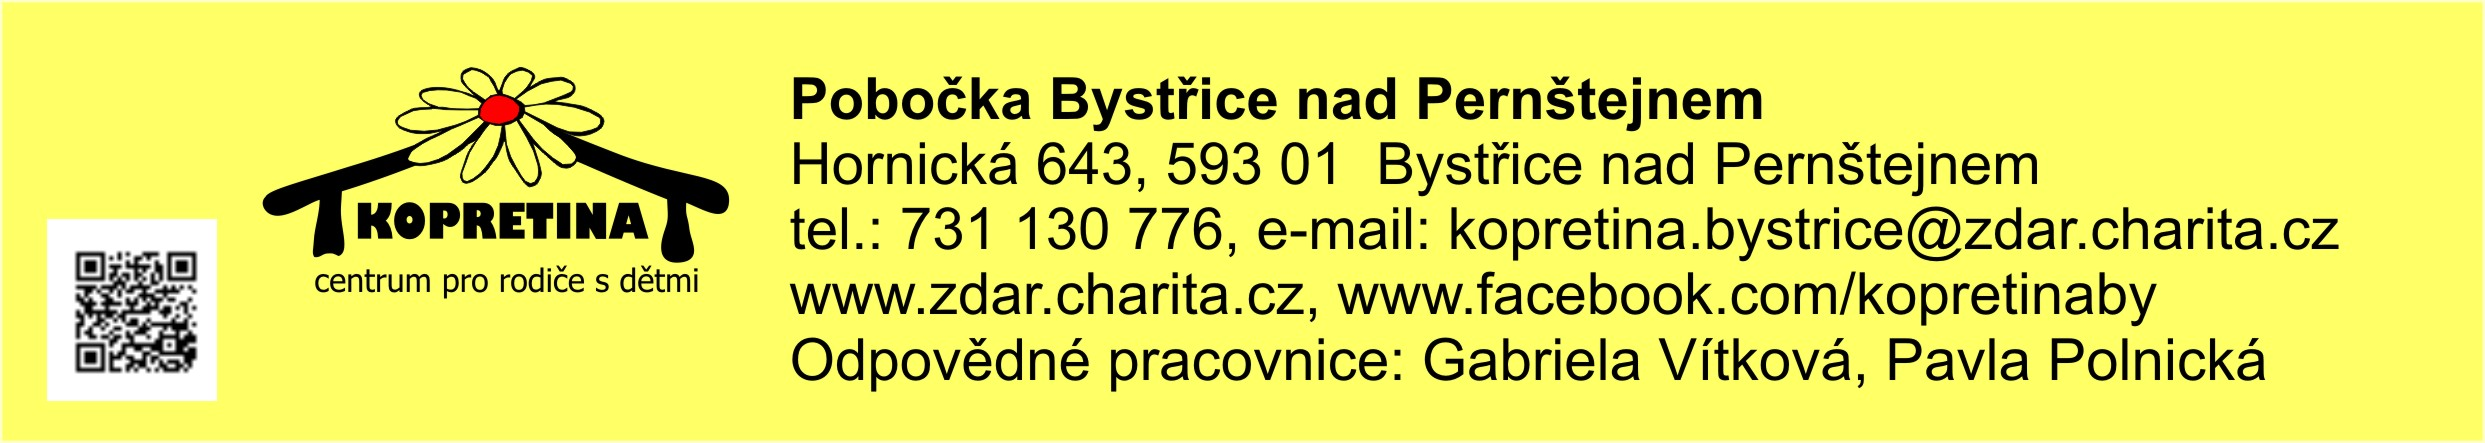 KOPRETINA
centrum pro rodiče s dětmi
Pobočka Bystřice nad Pernštejnem
Hornická 643, 593 01  Bystřice nad Pernštejnem
tel.: 731 130 776, e-mail: kopretina.bystrice@zdar.charita.cz
www.zdar.charita.cz, www.facebook.com/kopretinaby
Odpovědné pracovnice: Gabriela Vítková, Pavla Polnická